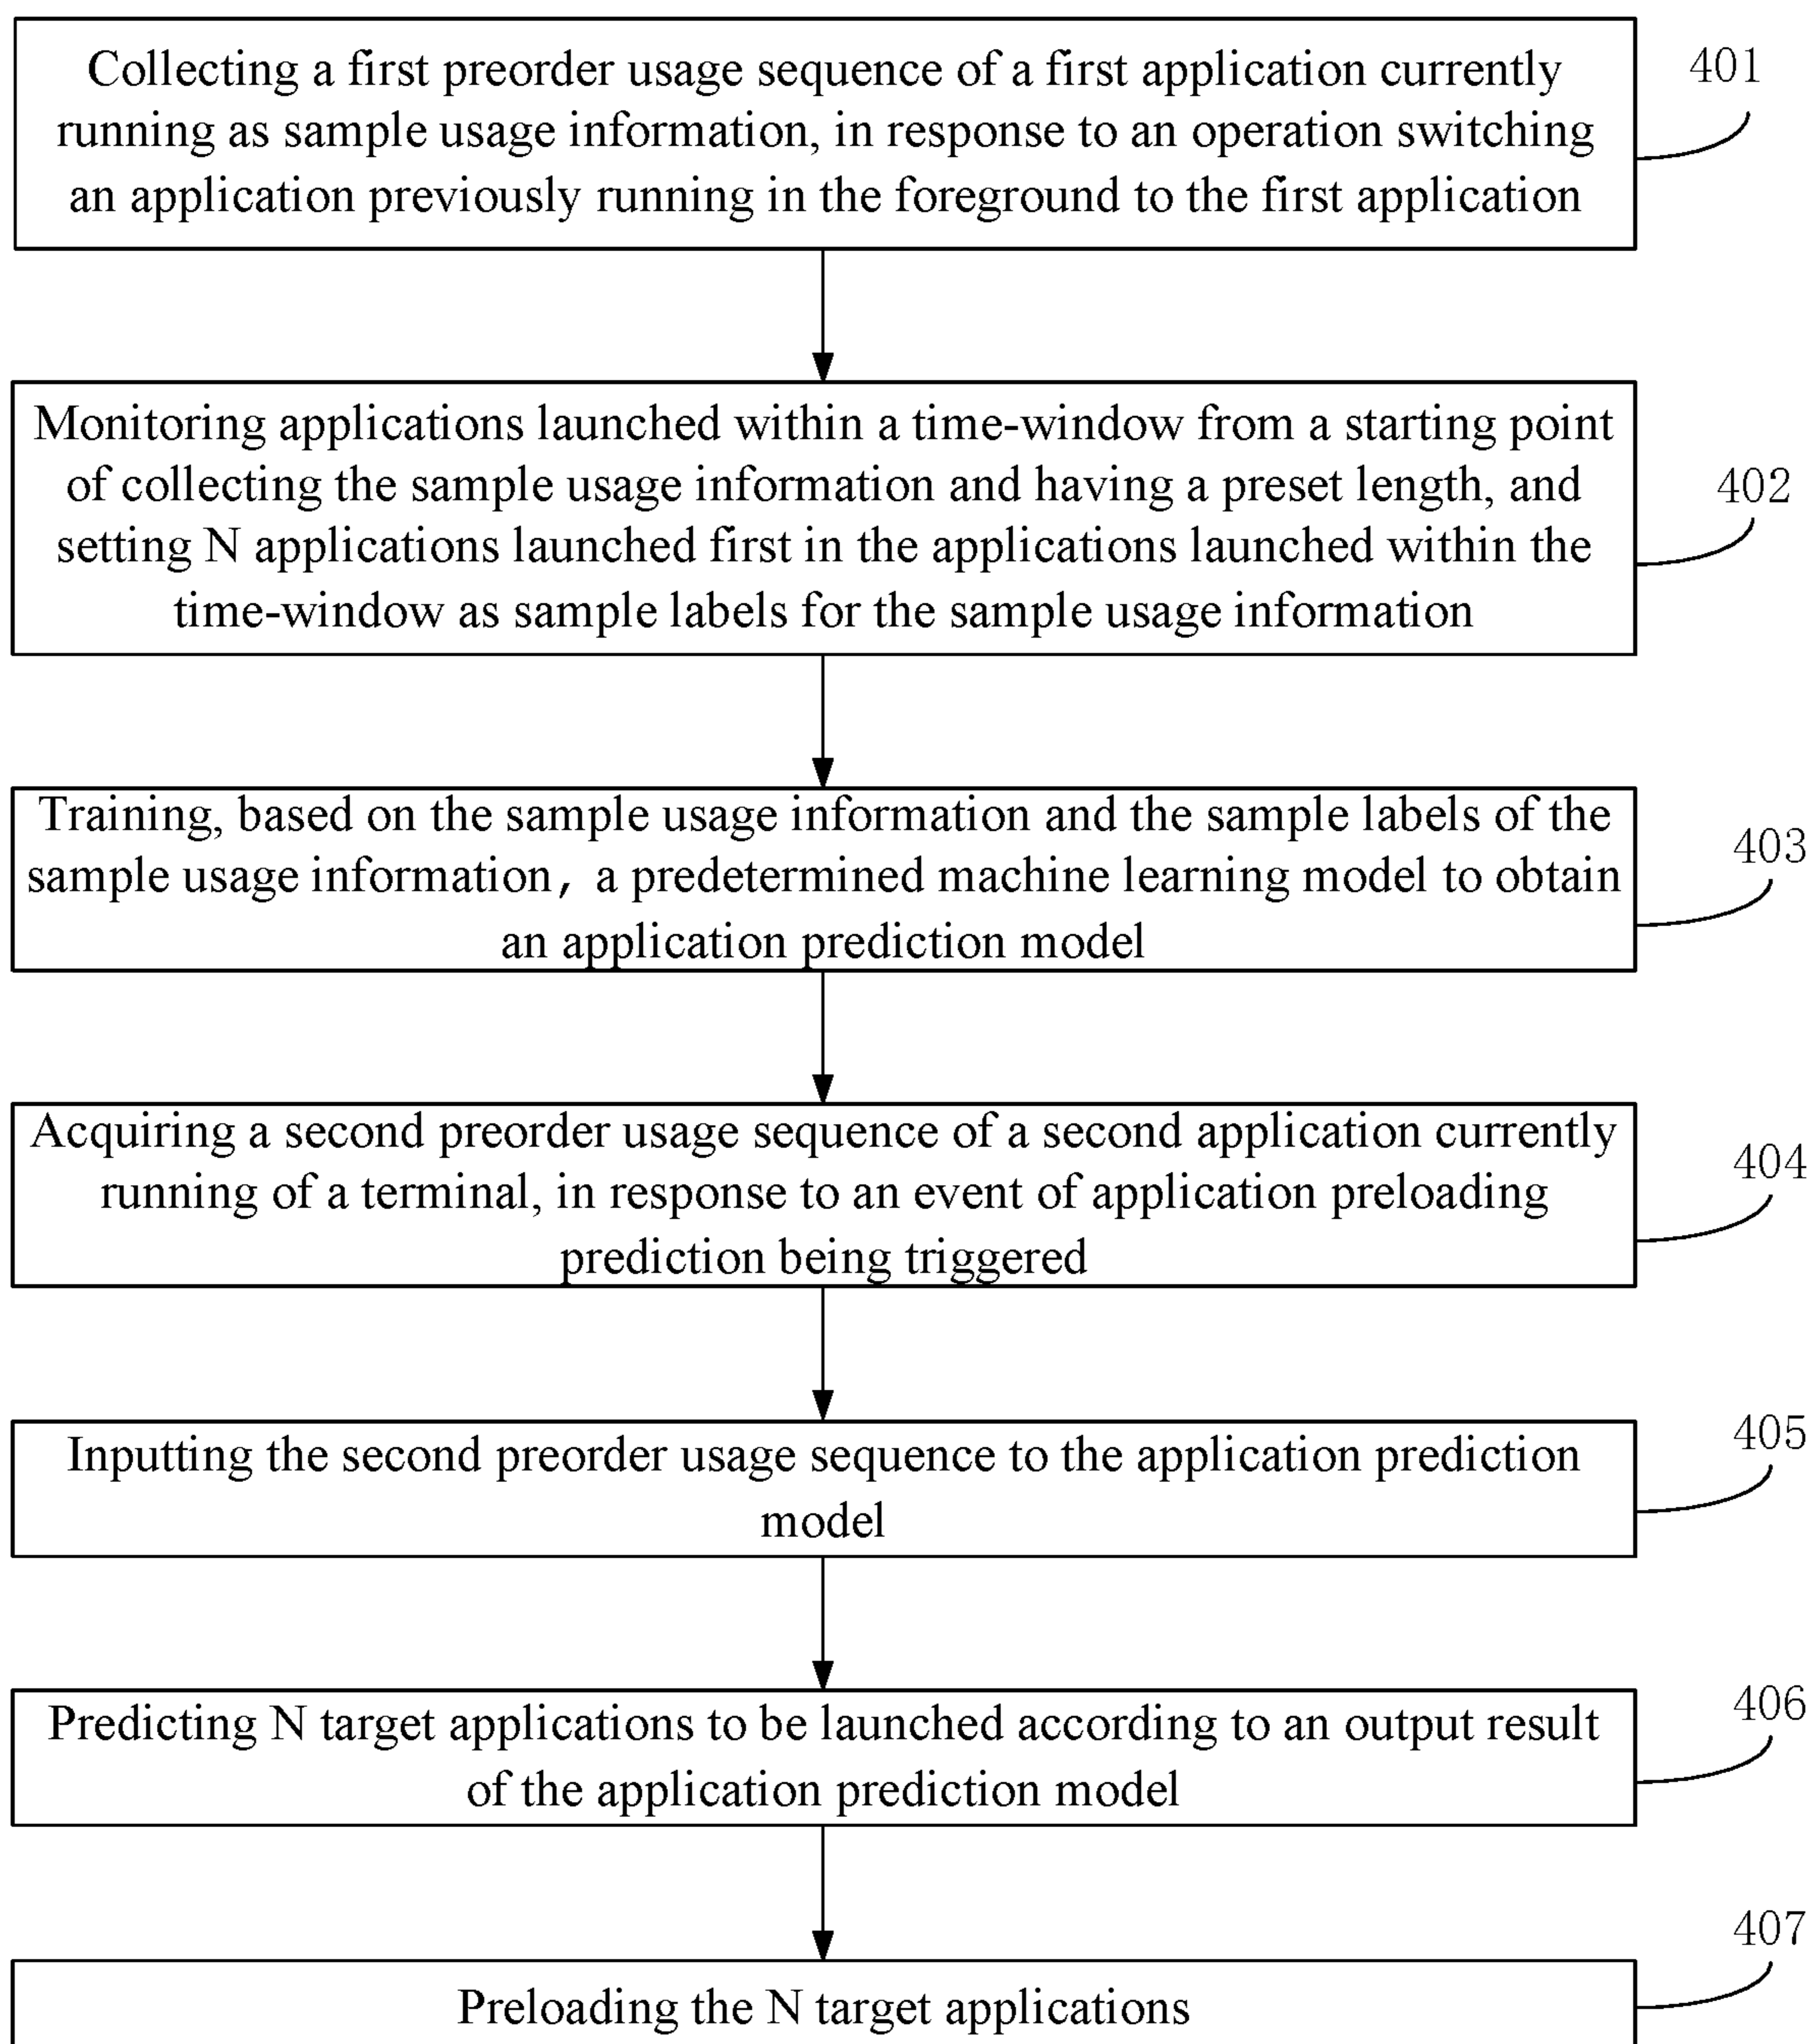 Collecting a first preorder usage sequence of a first application currently
running as sample usage information, in response to an operation switching
an application previously running in the foreground to the first application
401
Monitoring applications launched within a time-window from a starting point
of collecting the sample usage information and having a preset length, and
setting N applications launched first in the applications launched within the
time-window as sample labels for the sample usage information
402
Training, based on the sample usage information and the sample labels of the
sample usage information, a predetermined machine learning model to obtain
an application prediction model
403
Acquiring a second preorder usage sequence of a second application currently
running of a terminal, in response to an event of application preloading
prediction being triggered
404
Inputting the second preorder usage sequence to the application prediction
model
405
Predicting N target applications to be launched according to an output result
of the application prediction model
406
Preloading the N target applications
407